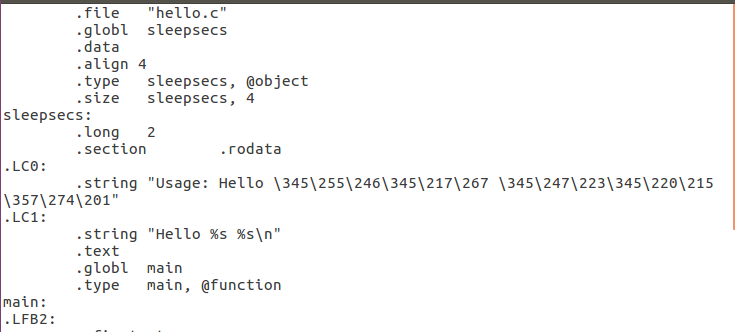 .file "hello.c"
.globl sleepsecs
.data
.align 4
.type sleepsecs, @object
.size sleepsecs, 4
sleepsecs:
.long 2
.section .rodata
.LC0:
.string "Usage: Hello \345\255\246\345\217\267 \345\247\223\345\220\215
\357\274\201"
.LC1:
.string "Hello %s %s\n"
.text
.globl main
.type main, @function
main:
.LFB2: